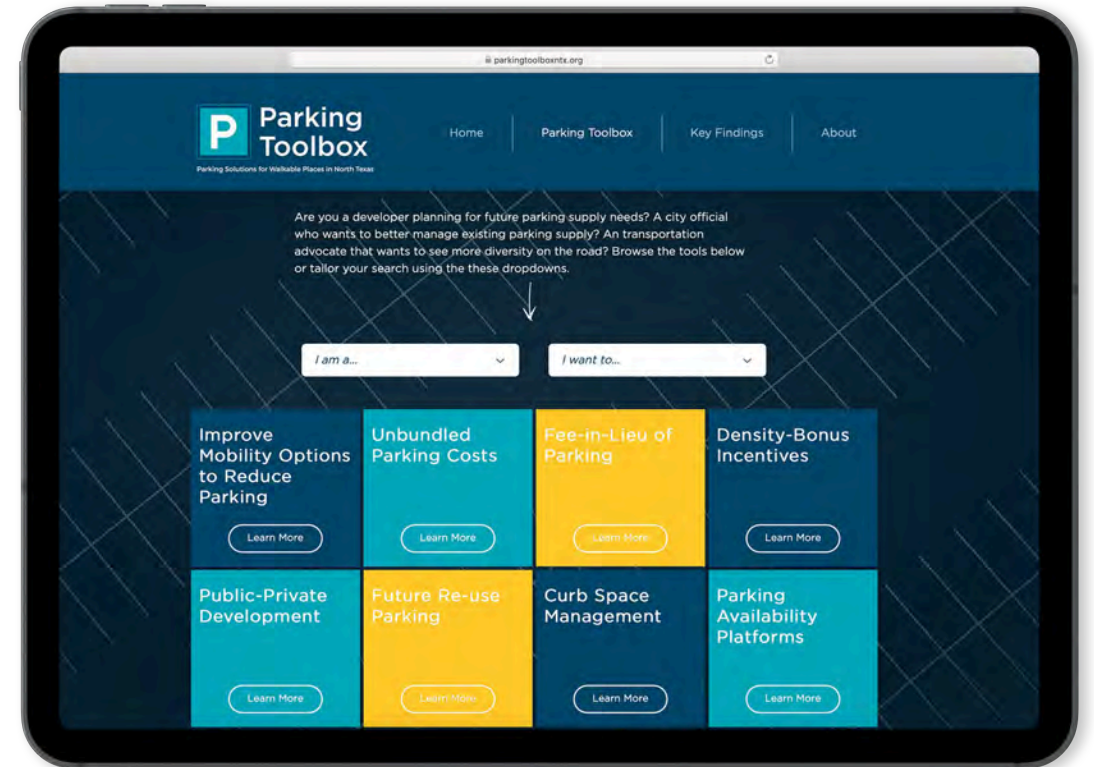 parkingtoolboxntx.org
P
Parking
Toolbox
Parking Solutions for Walkable Places in North Texas
Home
Parking Toolbox
Key Findings
About
Are you a developer planning for future parking supply needs? A city official
who wants to better manage existing parking supply? An transportation
advocate that wants to see more diversity on the road? Browse the tools below
or tailor your search using the these dropdowns.
I am a...
I want to...
Improve
Mobility Options
to Reduce
Parking
Learn More
Unbundled
Parking Costs
Learn More
Fee-in-Lieu of
Parking
Learn More
Density-Bonus
Incentives
Learn More
Public-Private
Development
Learn More
Future Re-use
Parking
Learn More
Curb Space
Management
Learn More
Parking
Availability
Platforms
Learn More